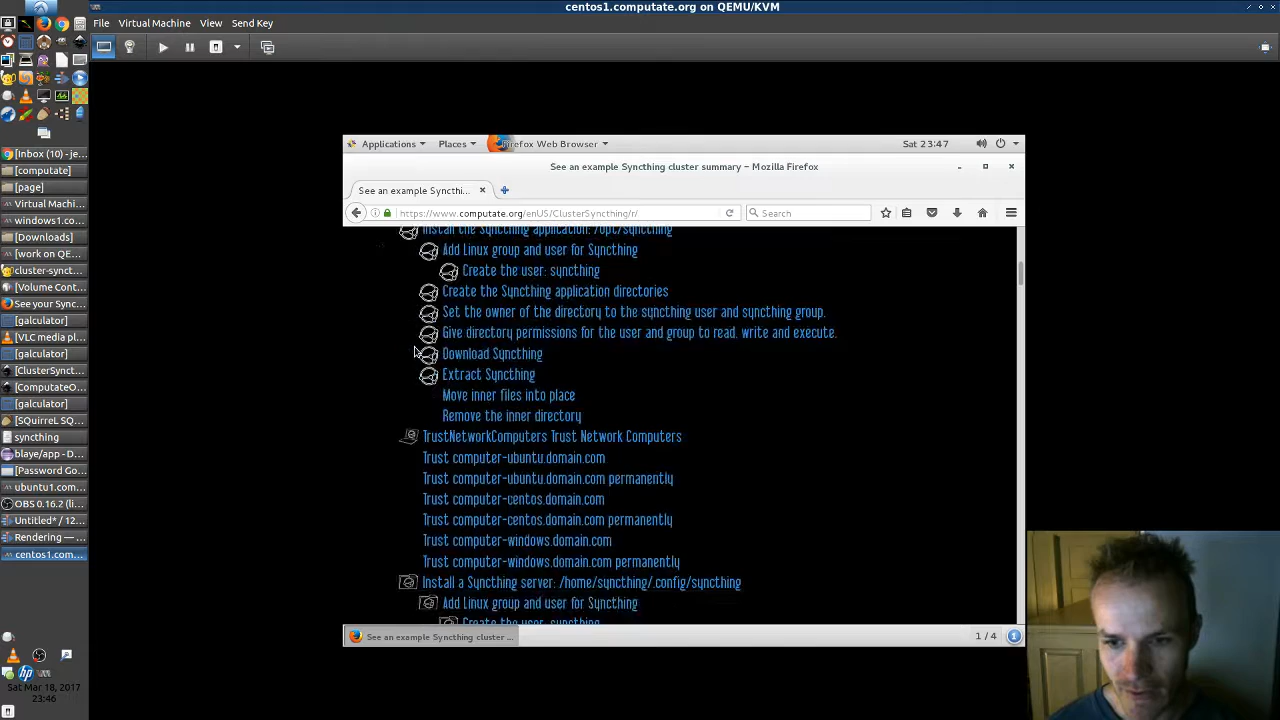 centos1.computate.org on QEMU/KVM
File Virtual Machine View Send Key
[Inbox (10) - je...
[computate]
[page]
Virtual Machi...
windows1.co...
[Downloads]
[work on QE...
cluster-synct...
[Volume Cont...
See your Sync...
[galculator]
[VLC media pl...
[galculator]
[ClusterSynct...
[ComputateO...
[galculator]
[SQuirreL SQ...
syncthing
blaye/app - D...
[Password Go...
ubuntu1.com...
OBS 0.16.2 (li...
Untitled* / 12...
Rendering — ...
centos1.com...
hp
Sat Mar 18, 2017
23:46
Applications Places Firefox Web Browser Sat 23:47
See an example Syncthing cluster summary - Mozilla Firefox
See an example Syncthi...
https://www.computate.org/enUS/ClusterSyncthing/r/ Search
Install the Syncthing application: /opt/syncthing
Add Linux group and user for Syncthing
Create the user: syncthing
Create the Syncthing application directories
Set the owner of the directory to the syncthing user and syncthing group.
Give directory permissions for the user and group to read, write and execute.
Download Syncthing
Extract Syncthing
Move inner files into place
Remove the inner directory
TrustNetworkComputers Trust Network Computers
Trust computer-ubuntu.domain.com
Trust computer-ubuntu.domain.com permanently
Trust computer-centos.domain.com
Trust computer-centos.domain.com permanently
Trust computer-windows.domain.com
Trust computer-windows.domain.com permanently
Install a Syncthing server: /home/syncthing/.config/syncthing
Add Linux group and user for Syncthing
Create the user: syncthing
See an example Syncthing cluster ... 1 / 4